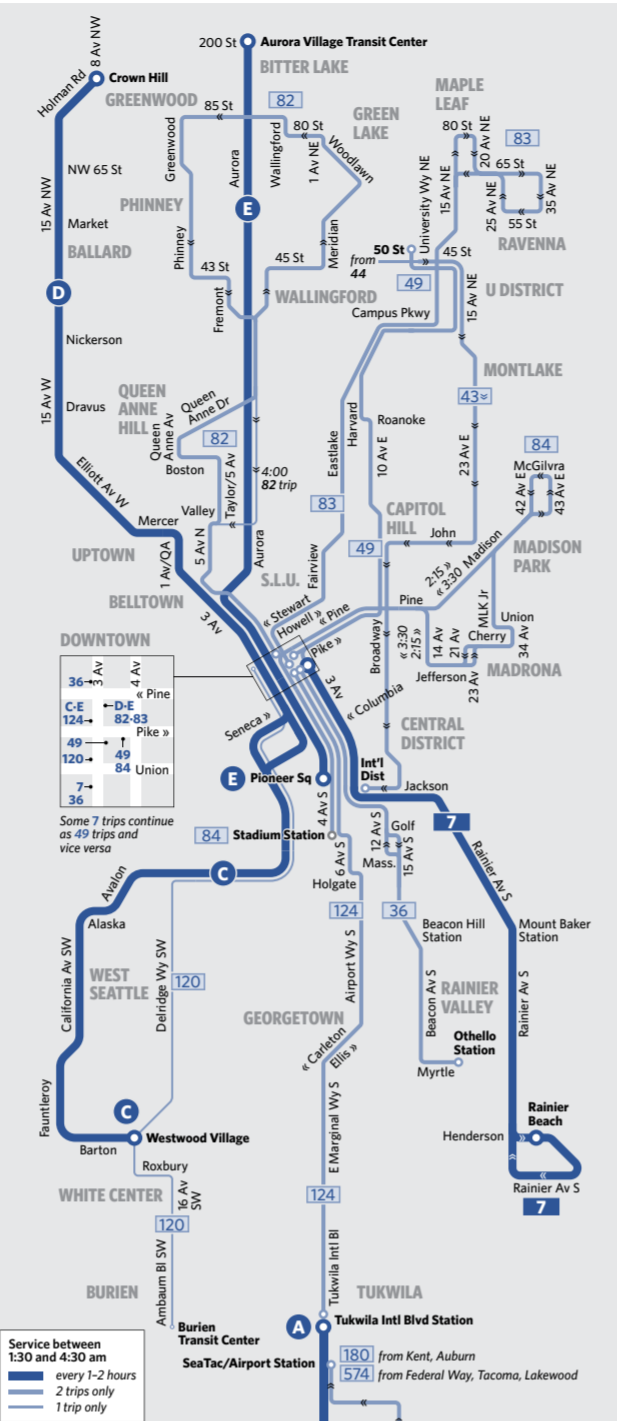 8 Av NW
200 St
Aurora Village Transit Center
Holman Rd
Crown Hill
BITTER LAKE
GREENWOOD
85 St
82
MAPLE
LEAF
80 St
20 Av NE
83
GREEN
LAKE
80 St
Greenwood
Aurora
Wallingford
1 Av NE
Woodlawn
65 St
NW 65 St
15 Av NE
25 Av NE
35 Av NE
55 St
RAVENNA
PHINNEY
E
University Wy NE
15 Av NW
Market
BALLARD
Phinney
43 St
45 St
Meridian
50 St
from
44
45 St
49
U DISTRICT
D
Fremont
WALLINGFORD
15 Av NE
Campus Pkwy
Nickerson
MONTLAKE
43
QUEEN
ANNE
HILL
Queen
Anne Dr
15 Av W
Dravus
Queen
Anne Av
82
Boston
Eastlake
Harvard
Roanoke
10 Av E
23 Av E
84
McGilvra
42 Av E
43 Av E
Elliott Av W
Taylor/5 Av
4:00
82 trip
83
Valley
CAPITOL
HILL
Mercer
John
MADISON
PARK
UPTOWN
1 Av/QA
5 Av N
Aurora
S.L.U.
Fairview
49
2:15 »
« 3:30
Madison
BELLTOWN
3 Av
« Stewart
Howell »
« Pine
Pine
MLK Jr
Union
Cherry
34 Av
Broadway
« 3:30
2:15 »
14 Av
21 Av
Jefferson
23 Av
MADRONA
DOWNTOWN
3 Av
4 Av
36
« Pine
C-E
124
D-E
82-83
Pike »
49
120
49
84
Union
7
36
Pike »
3 Av
« Columbia
Seneca »
CENTRAL
DISTRICT
Some 7 trips continue
as 49 trips and
vice versa
E
Pioneer Sq
Int'l
Dist
Jackson
84
Stadium Station
4 Av S
7
12 Av S
Golf
Mass.
15 Av S
6 Av S
Holgate
Rainier Av S
C
Avalon
Alaska
124
36
Beacon Hill
Station
Mount Baker
Station
California Av SW
WEST
SEATTLE
Delridge Wy SW
120
Airport Wy S
Beacon Av S
RAINIER
VALLEY
Rainier Av S
GEORGETOWN
« Carleton
Ellis »
Othello
Station
Myrtle
Fauntleroy
C
Westwood Village
Barton
E Marginal Wy S
Rainier
Beach
Henderson
Roxbury
WHITE CENTER
16 Av
SW
Rainier Av S
7
120
124
Ambaum Bl SW
Tukwila Intl Bl
BURIEN
TUKWILA
Burien
Transit Center
A
Tukwila Intl Blvd Station
Service between
1:30 and 4:30 am
every 1–2 hours
2 trips only
1 trip only
SeaTac/Airport Station
180 from Kent, Auburn
574 from Federal Way, Tacoma, Lakewood